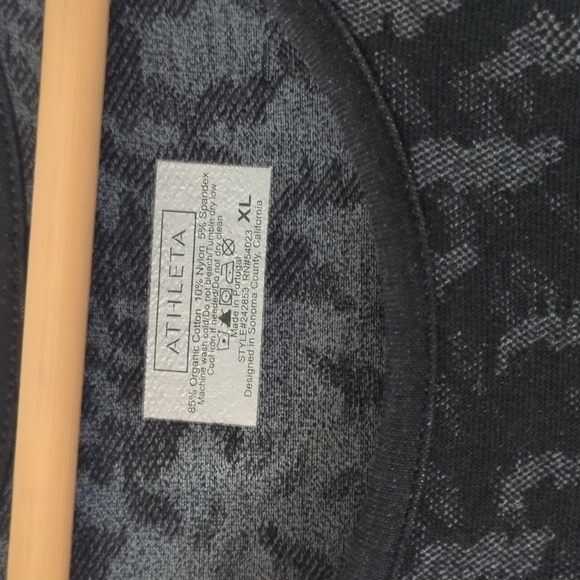 ATHLETA
85% Organic Cotton 10% Nylon 5% Spandex
Machine wash cold/Do not bleach/Tumble dry low
Cool iron if needed/Do not dry clean
Made in Portugal
STYLE#242853 RN#54023 XL
Designed in Sonoma County, California